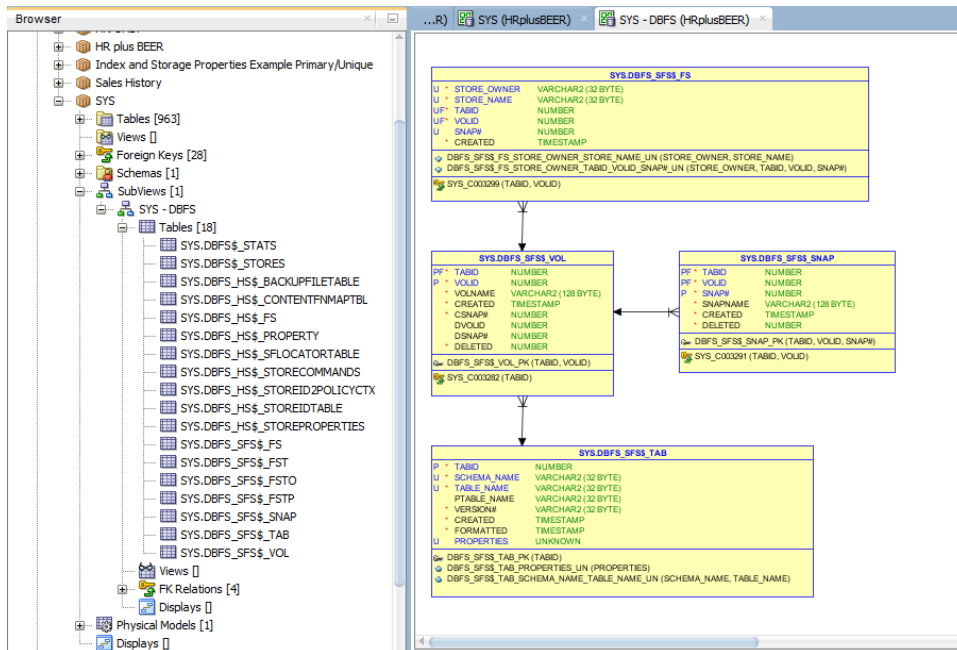 Browser
HR plus BEER
Index and Storage Properties Example Primary/Unique
Sales History
SYS
Tables [963]
Views []
Foreign Keys [28]
Schemas [1]
SubViews [1]
SYS - DBFS
Tables [18]
SYS.DBFS$_STATS
SYS.DBFS$_STORES
SYS.DBFS_HS$_BACKUPFILETABLE
SYS.DBFS_HS$_CONTENTFNMAPTBL
SYS.DBFS_HS$_FS
SYS.DBFS_HS$_PROPERTY
SYS.DBFS_HS$_SFLOCATORTABLE
SYS.DBFS_HS$_STORECOMMANDS
SYS.DBFS_HS$_STOREID2POLICYCTX
SYS.DBFS_HS$_STOREIDTABLE
SYS.DBFS_HS$_STOREPROPERTIES
SYS.DBFS_SFS$_FS
SYS.DBFS_SFS$_FST
SYS.DBFS_SFS$_FSTO
SYS.DBFS_SFS$_FSTP
SYS.DBFS_SFS$_SNAP
SYS.DBFS_SFS$_TAB
SYS.DBFS_SFS$_VOL
Views []
FK Relations [4]
Displays []
Physical Models [1]
Displays []
...R) SYS (HRplusBEER) SYS - DBFS (HRplusBEER)
SYS.DBFS_SFS$_FS
U * STORE_OWNER VARCHAR2 (32 BYTE)
U * STORE_NAME VARCHAR2 (32 BYTE)
UF* TABID NUMBER
UF* VOLID NUMBER
U SNAP# NUMBER
* CREATED TIMESTAMP
DBFS_SFS$_FS_STORE_OWNER_STORE_NAME_UN (STORE_OWNER, STORE_NAME)
DBFS_SFS$_FS_STORE_OWNER_TABID_VOLID_SNAP#_UN (STORE_OWNER, TABID, VOLID, SNAP#)
SYS_C003299 (TABID, VOLID)
SYS.DBFS_SFS$_VOL
PF* TABID NUMBER
P * VOLID NUMBER
* VOLNAME VARCHAR2 (128 BYTE)
* CREATED TIMESTAMP
* CSNAP# NUMBER
DVOLID NUMBER
DSNAP# NUMBER
* DELETED NUMBER
DBFS_SFS$_VOL_PK (TABID, VOLID)
SYS_C003282 (TABID)
SYS.DBFS_SFS$_SNAP
PF* TABID NUMBER
PF* VOLID NUMBER
P * SNAP# NUMBER
* SNAPNAME VARCHAR2 (128 BYTE)
* CREATED TIMESTAMP
* DELETED NUMBER
DBFS_SFS$_SNAP_PK (TABID, VOLID, SNAP#)
SYS_C003291 (TABID, VOLID)
SYS.DBFS_SFS$_TAB
P * TABID NUMBER
U * SCHEMA_NAME VARCHAR2 (32 BYTE)
U * TABLE_NAME VARCHAR2 (32 BYTE)
PTABLE_NAME VARCHAR2 (32 BYTE)
* VERSION# VARCHAR2 (32 BYTE)
* CREATED TIMESTAMP
* FORMATTED TIMESTAMP
U PROPERTIES UNKNOWN
DBFS_SFS$_TAB_PK (TABID)
DBFS_SFS$_TAB_PROPERTIES_UN (PROPERTIES)
DBFS_SFS$_TAB_SCHEMA_NAME_TABLE_NAME_UN (SCHEMA_NAME, TABLE_NAME)